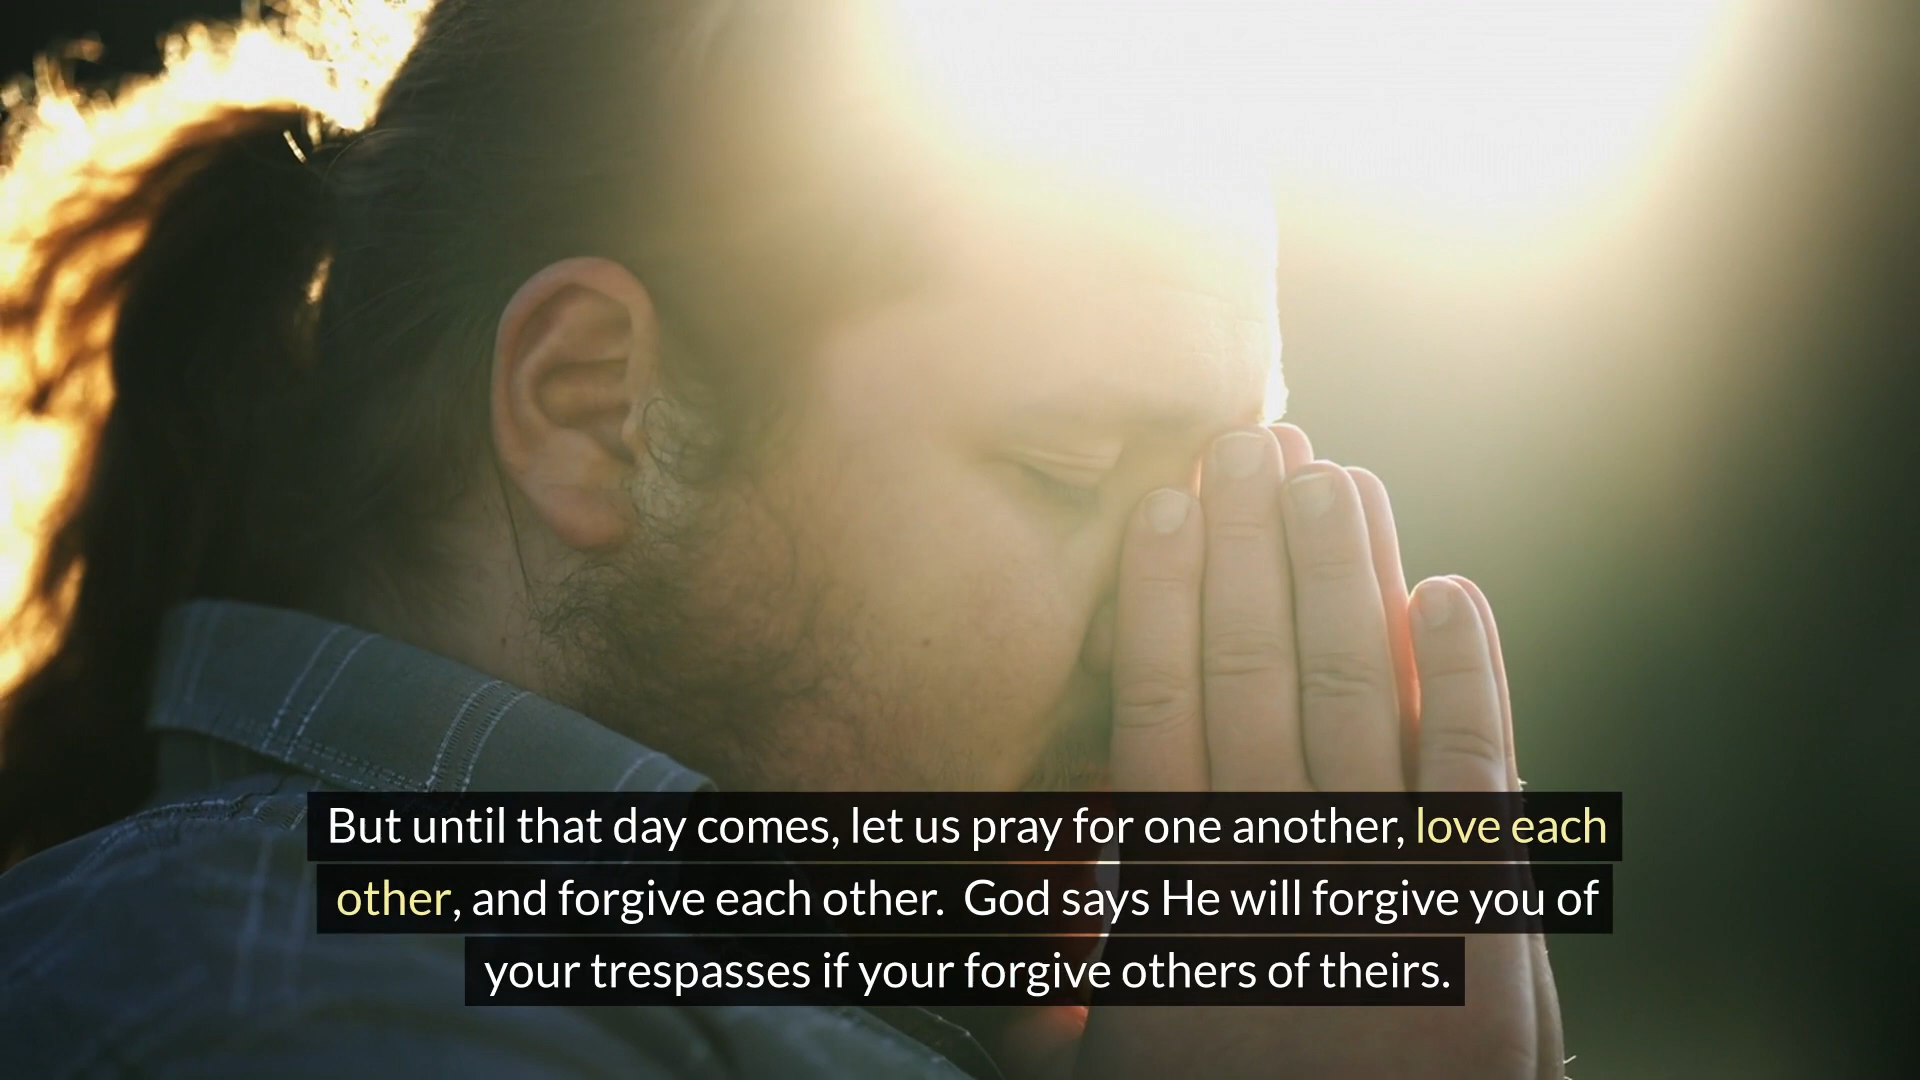 But until that day comes, let us pray for one another, love each
other, and forgive each other.  God says He will forgive you of
your trespasses if your forgive others of theirs.